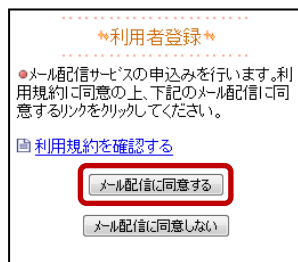 利用者登録
●ﾒｰﾙ配信サｰビスの申込みを行います。利
用規約に同意の上、下記のﾒｰﾙ配信に同
意するﾘﾝｸをｸﾘｯｸしてください。
利用規約を確認する
ﾒｰﾙ配信に同意する
ﾒｰﾙ配信に同意しない